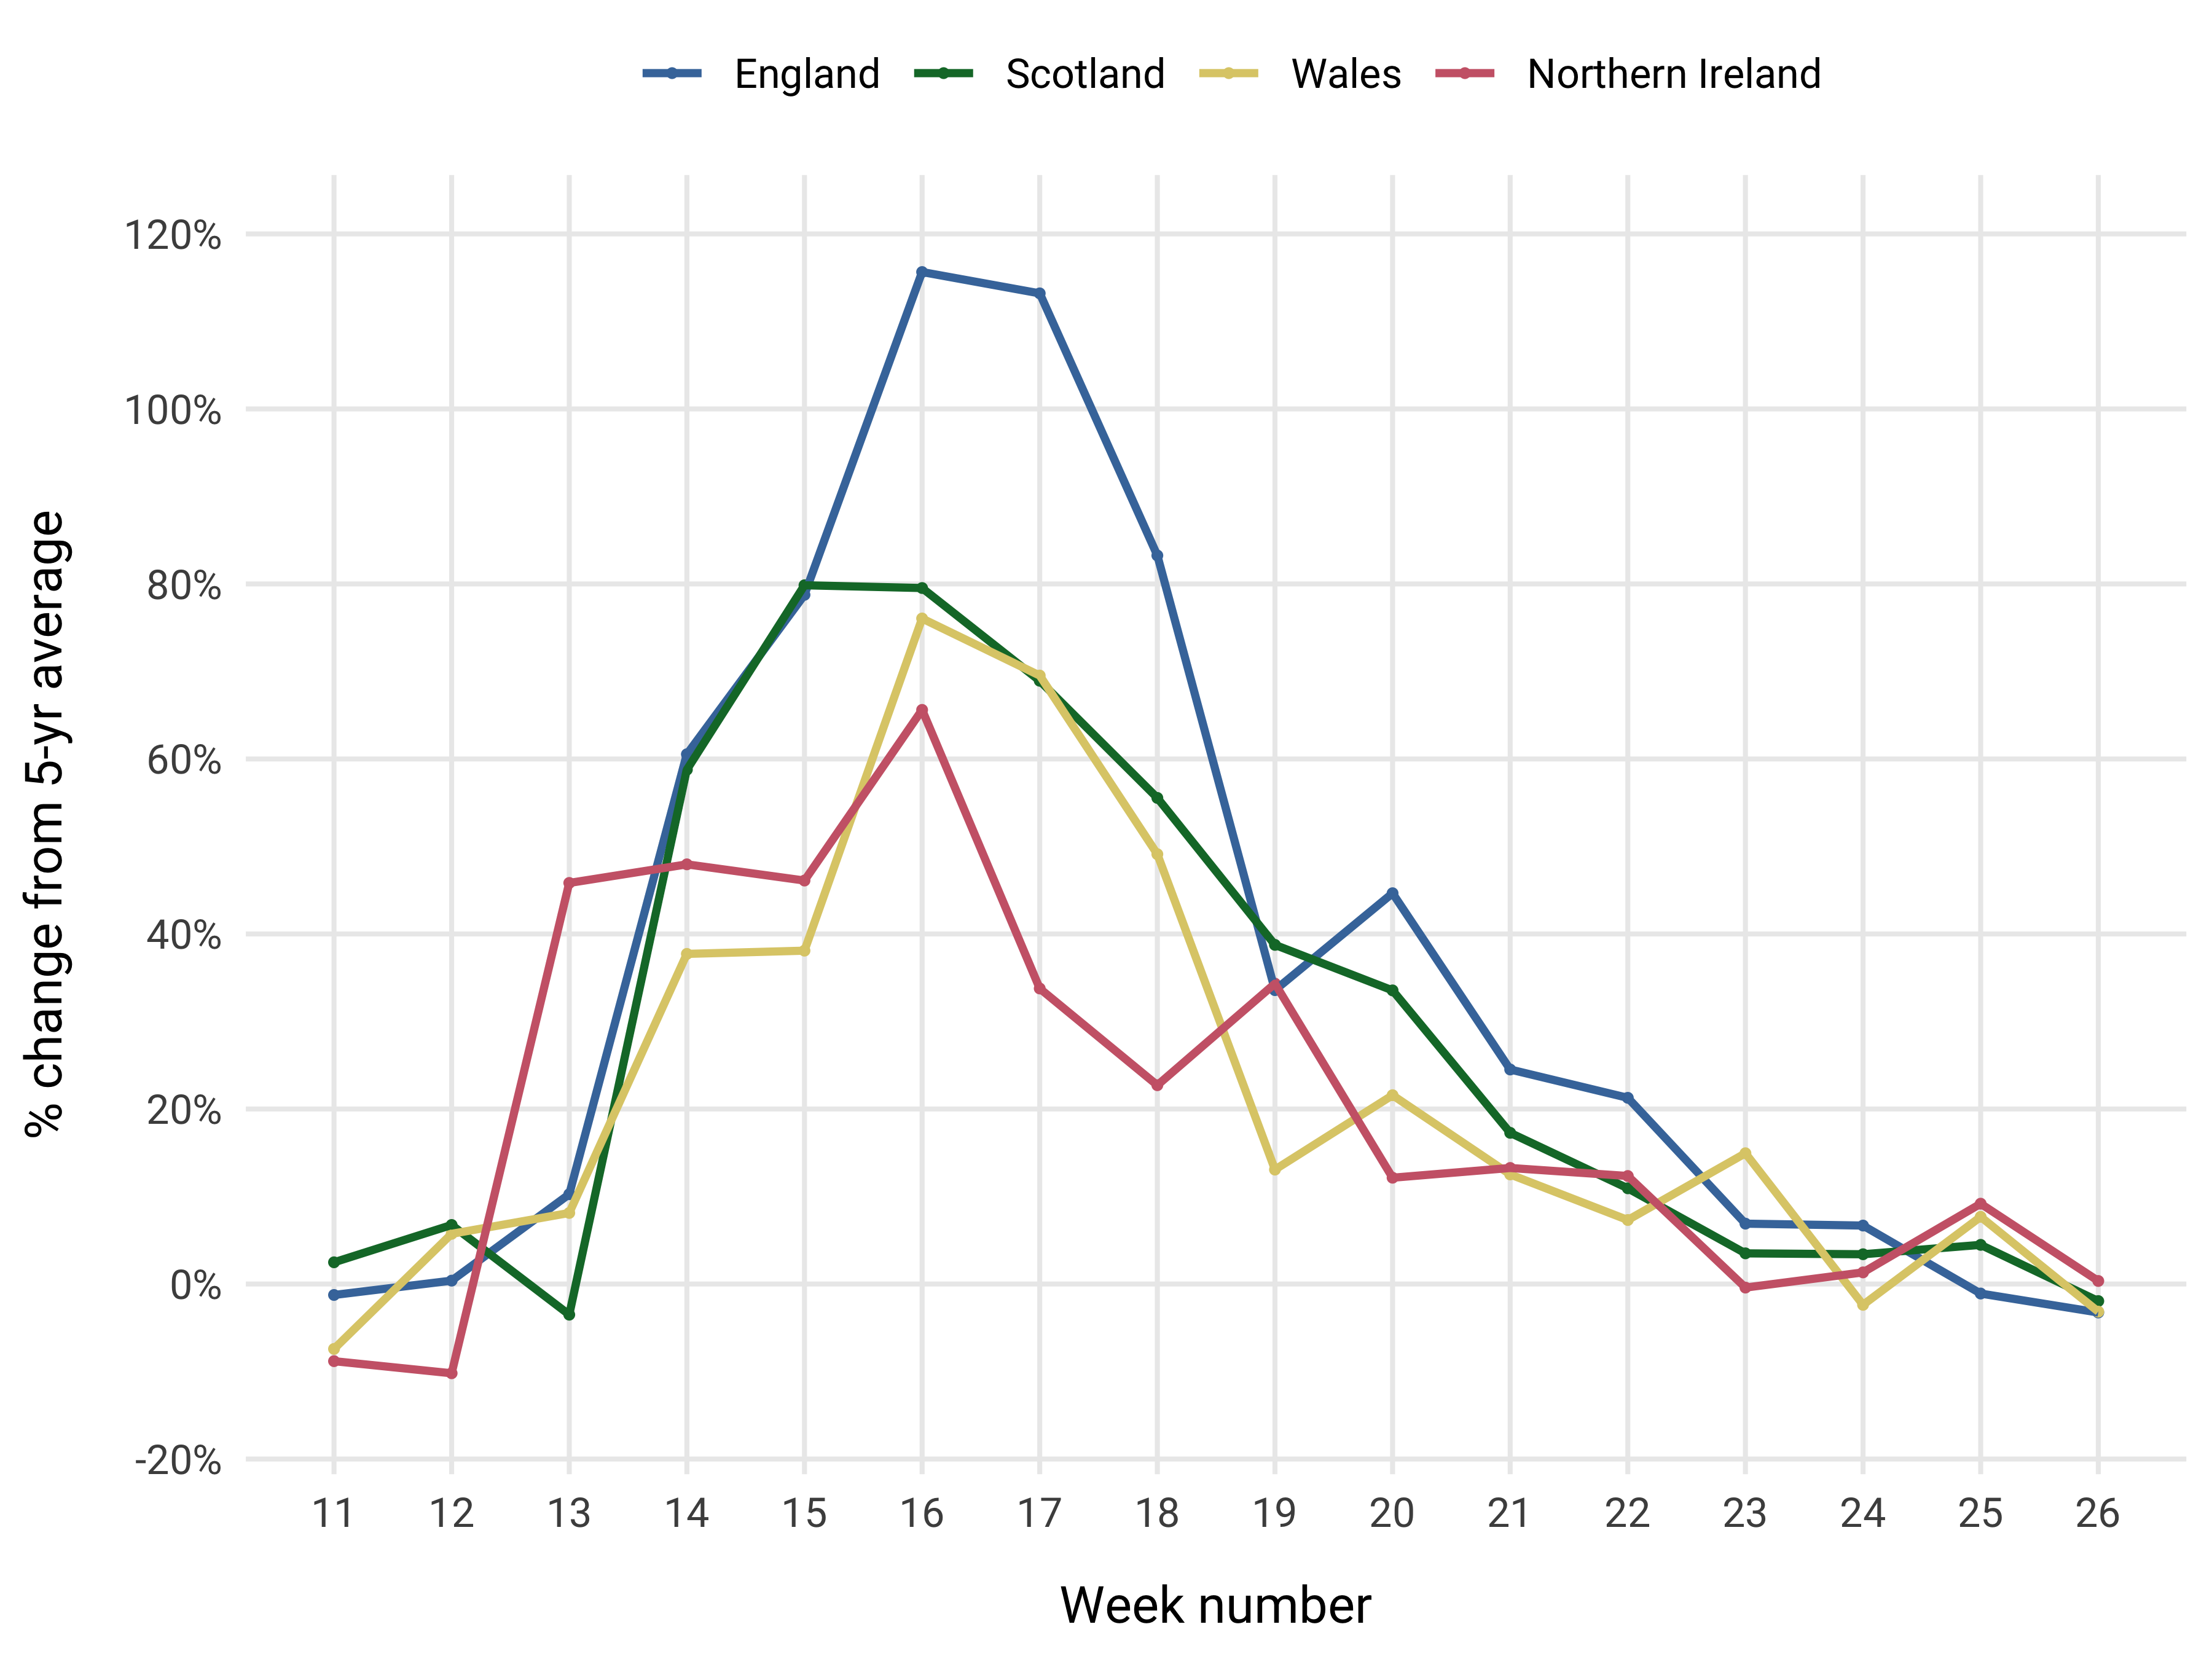 England Scotland Wales Northern Ireland
% change from 5-yr average
120%
100%
80%
60%
40%
20%
0%
-20%
11 12 13 14 15 16 17 18 19 20 21 22 23 24 25 26
Week number